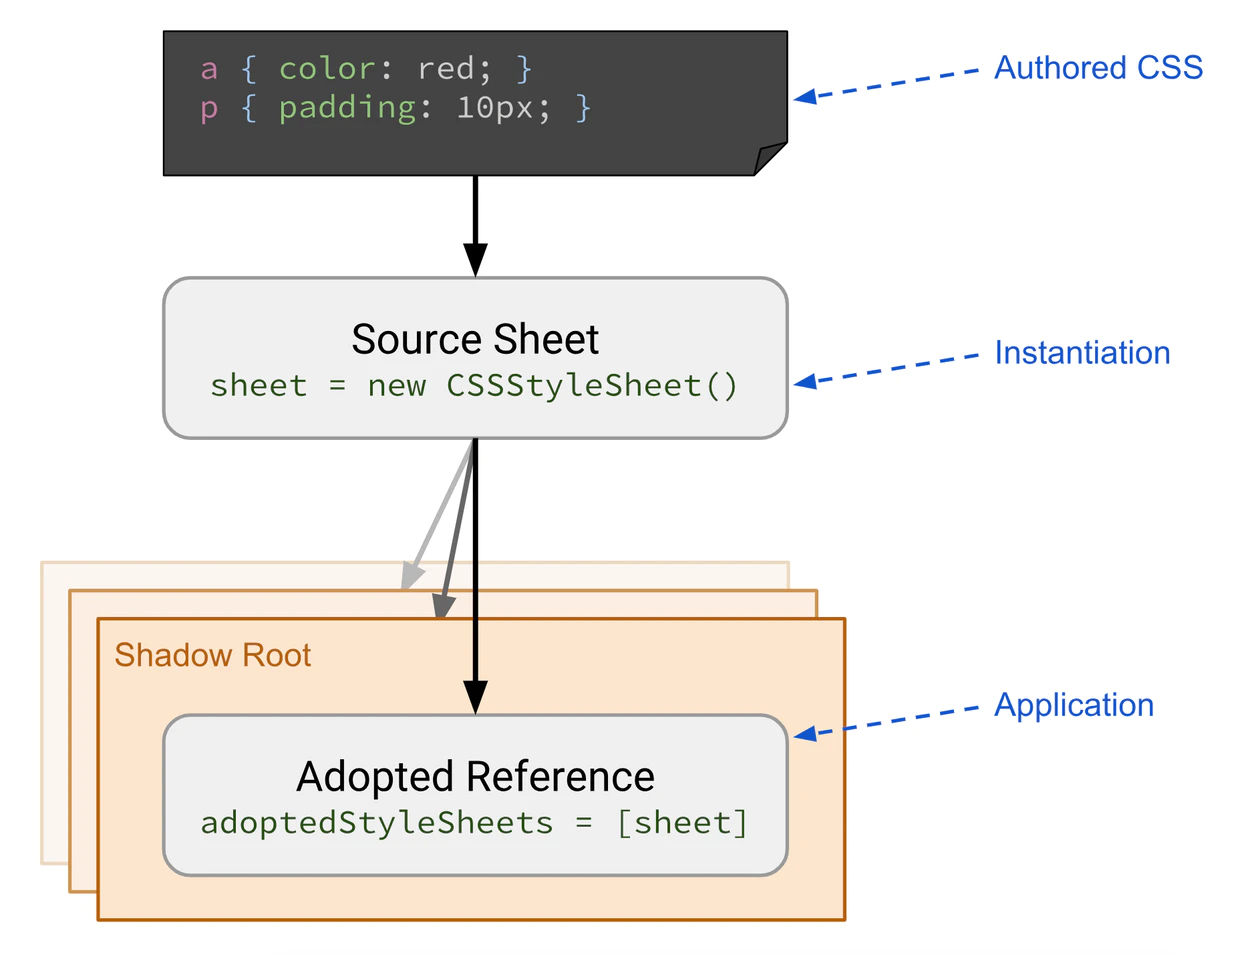 a { color: red; }
p { padding: 10px; }
Authored CSS
Source Sheet
sheet = new CSSStyleSheet()
Instantiation
Shadow Root
Application
Adopted Reference
adoptedStyleSheets = [sheet]